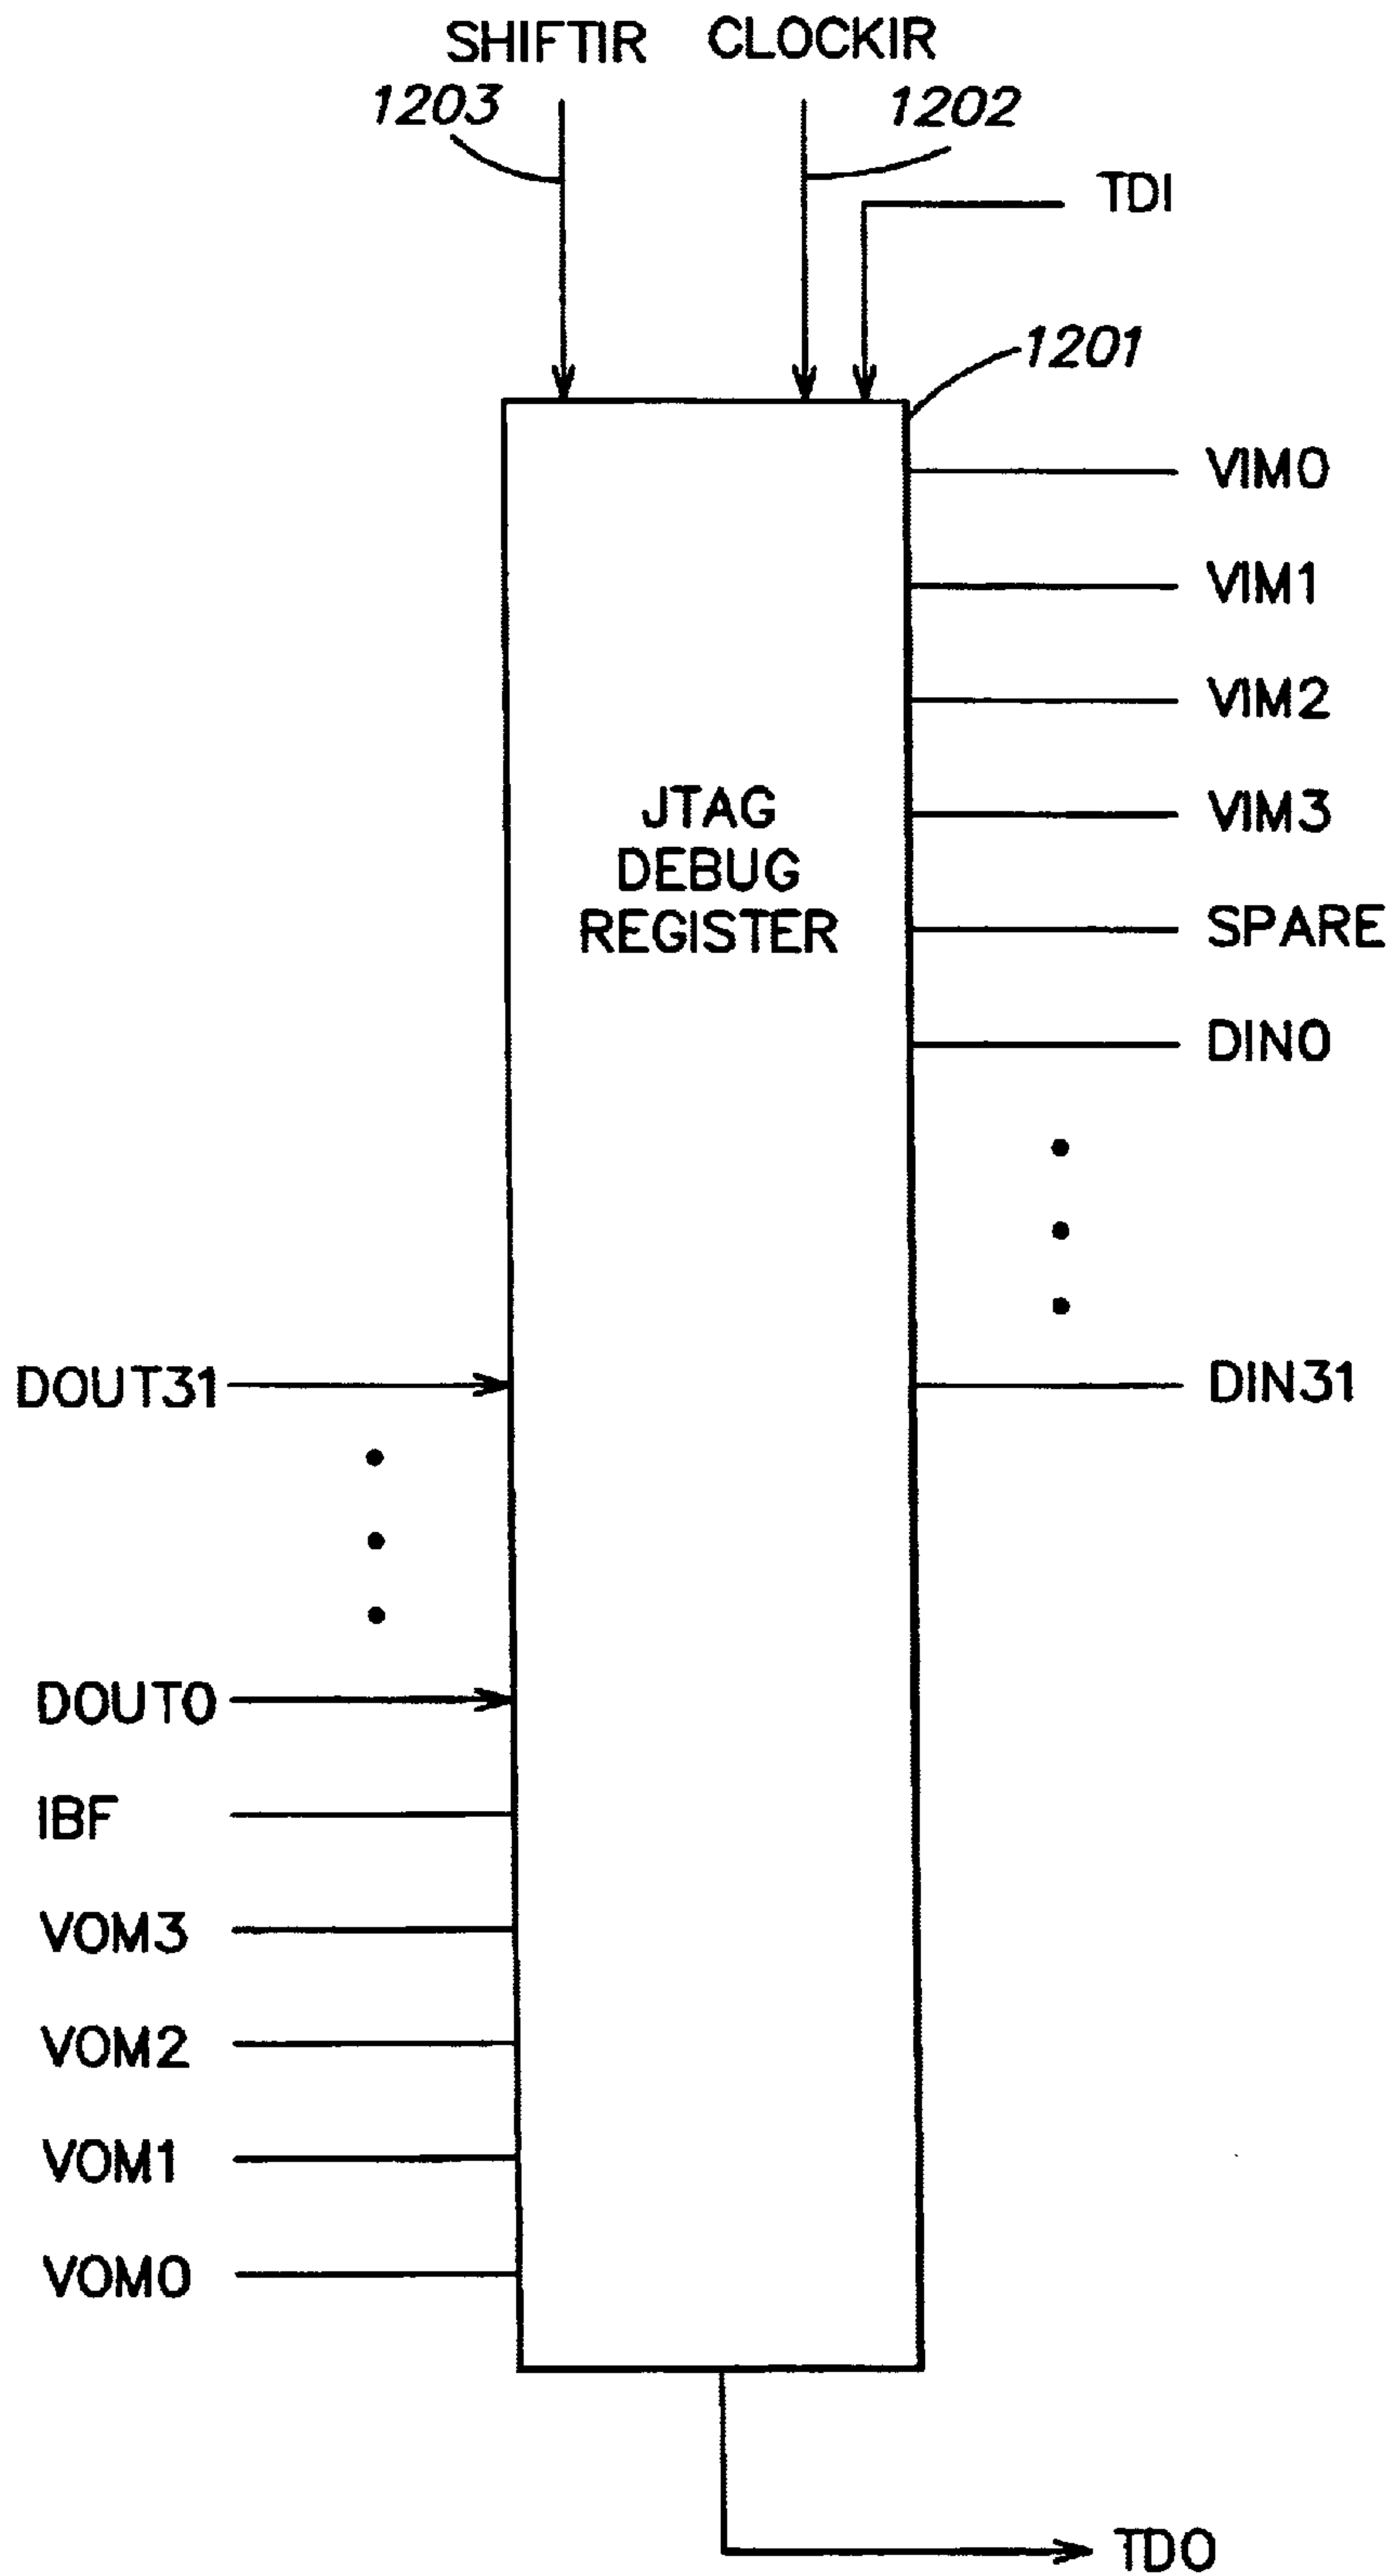 SHIFTIR CLOCKIR
1203 1202
TDI
1201
VIM0
VIM1
VIM2
VIM3
JTAG
DEBUG
REGISTER
SPARE
DIN0
DOUT31
DIN31
DOUT0
IBF
VOM3
VOM2
VOM1
VOM0
TDO